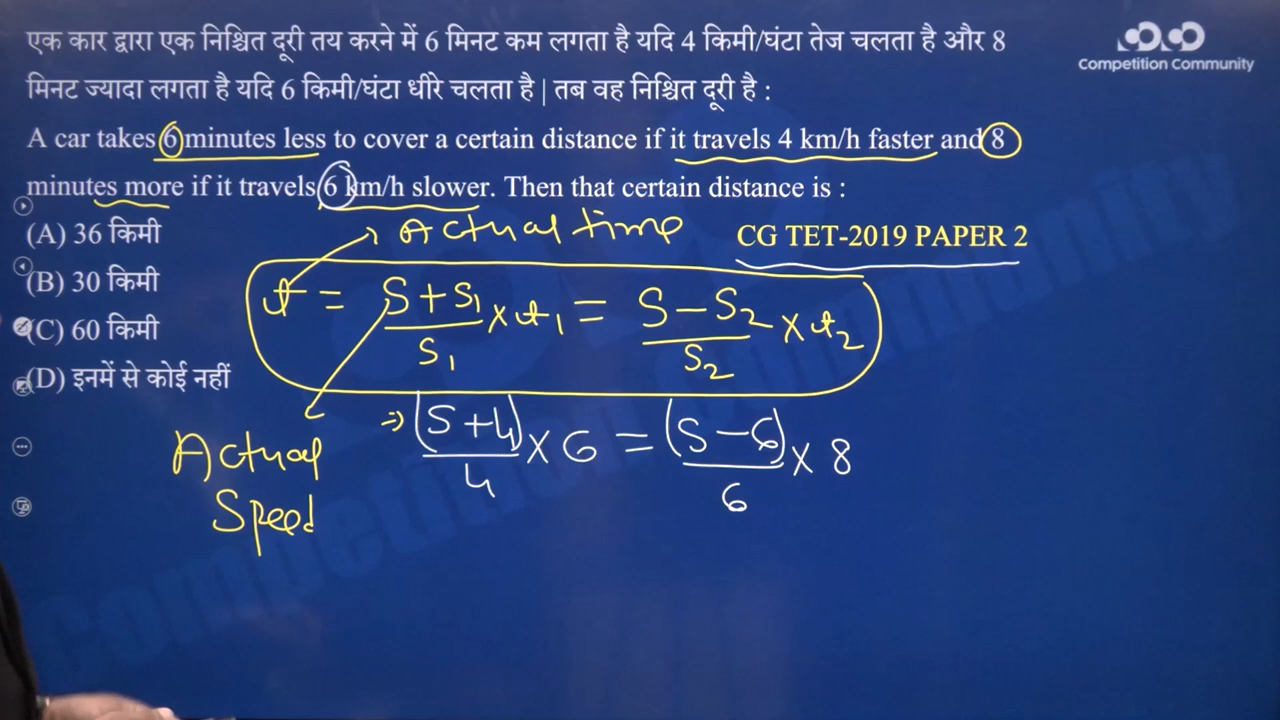 एक कार द्वारा एक निश्चित दूरी तय करने में 6 मिनट कम लगता है यदि 4 किमी/घंटा तेज चलता है और 8
मिनट ज्यादा लगता है यदि 6 किमी/घंटा धीरे चलता है | तब वह निश्चित दूरी है :
Competition Community
A car takes 6 minutes less to cover a certain distance if it travels 4 km/h faster and 8
minutes more if it travels 6 km/h slower. Then that certain distance is :
(A) 36 किमी
Actual time
CG TET-2019 PAPER 2
(B) 30 किमी
(C) 60 किमी
(D) इनमें से कोई नहीं
t = S+S₁/S₁ × t₁ = S-S₂/S₂ × t₂
Actual
Speed
⇒ (S+4)/4 × 6 = (S-6)/6 × 8
Competition Community